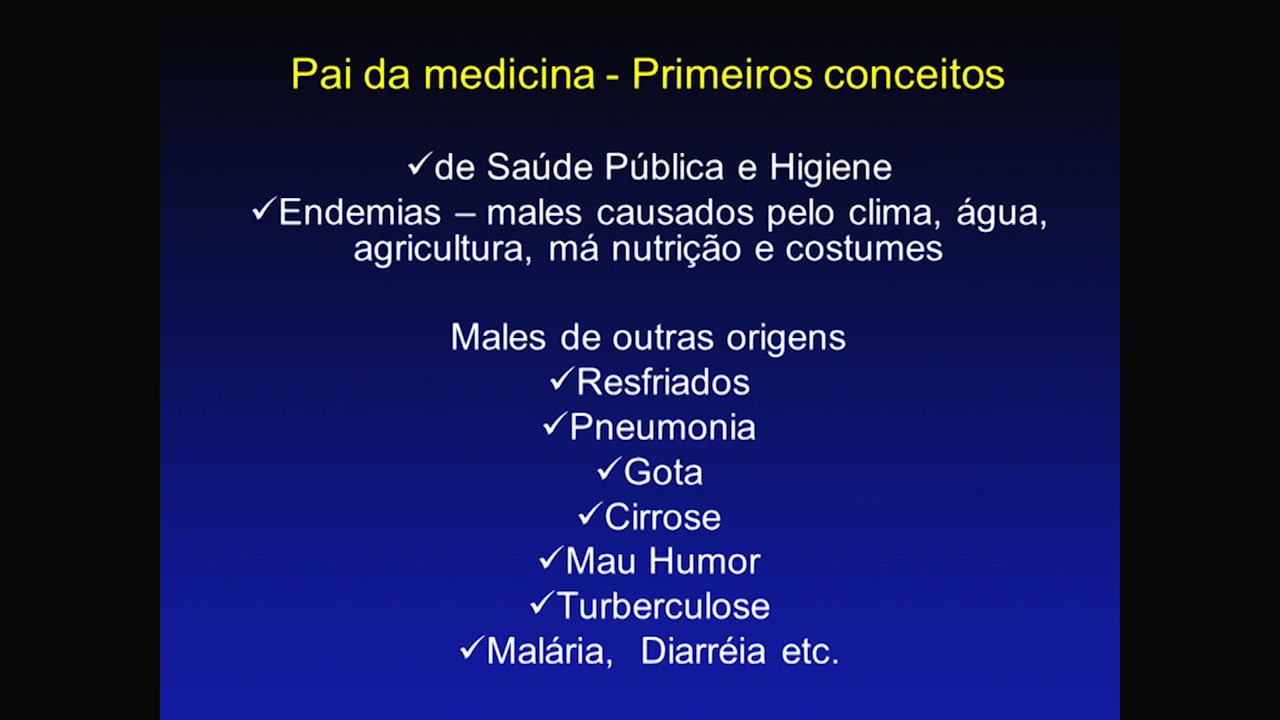 Pai da medicina - Primeiros conceitos
✓de Saúde Pública e Higiene
✓Endemias – males causados pelo clima, água,
agricultura, má nutrição e costumes
Males de outras origens
✓Resfriados
✓Pneumonia
✓Gota
✓Cirrose
✓Mau Humor
✓Turberculose
✓Malária, Diarréia etc.